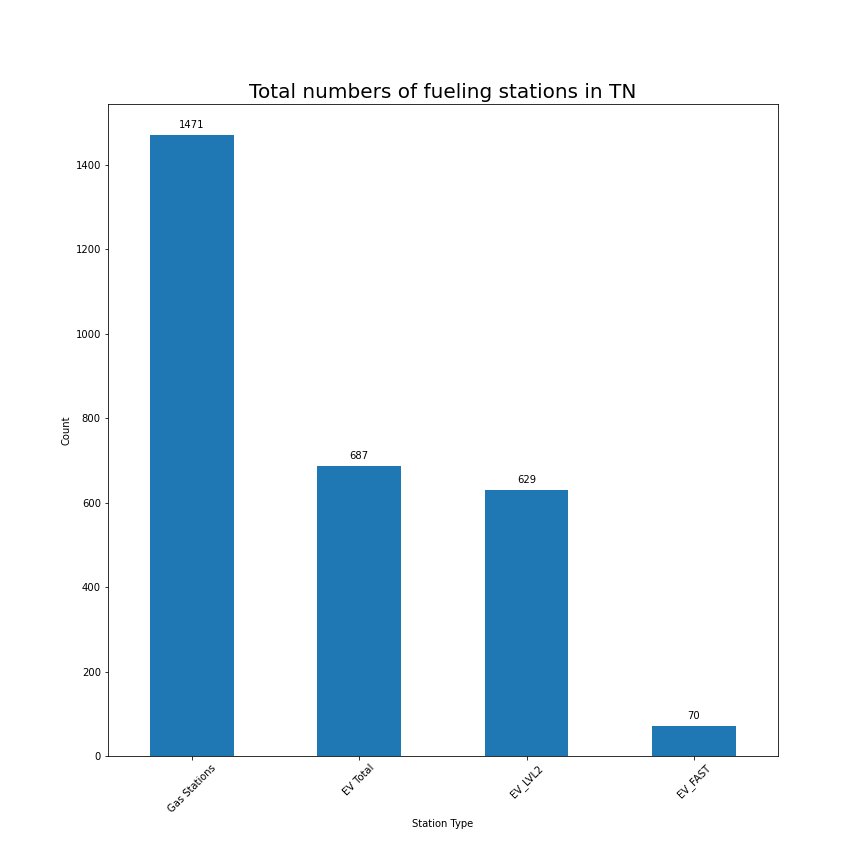 Total numbers of fueling stations in TN
1471
1400
1200
1000
800
687
629
600
400
200
70
0
Count
Gas Stations
EV Total
EV_LVL2
EV_FAST
Station Type